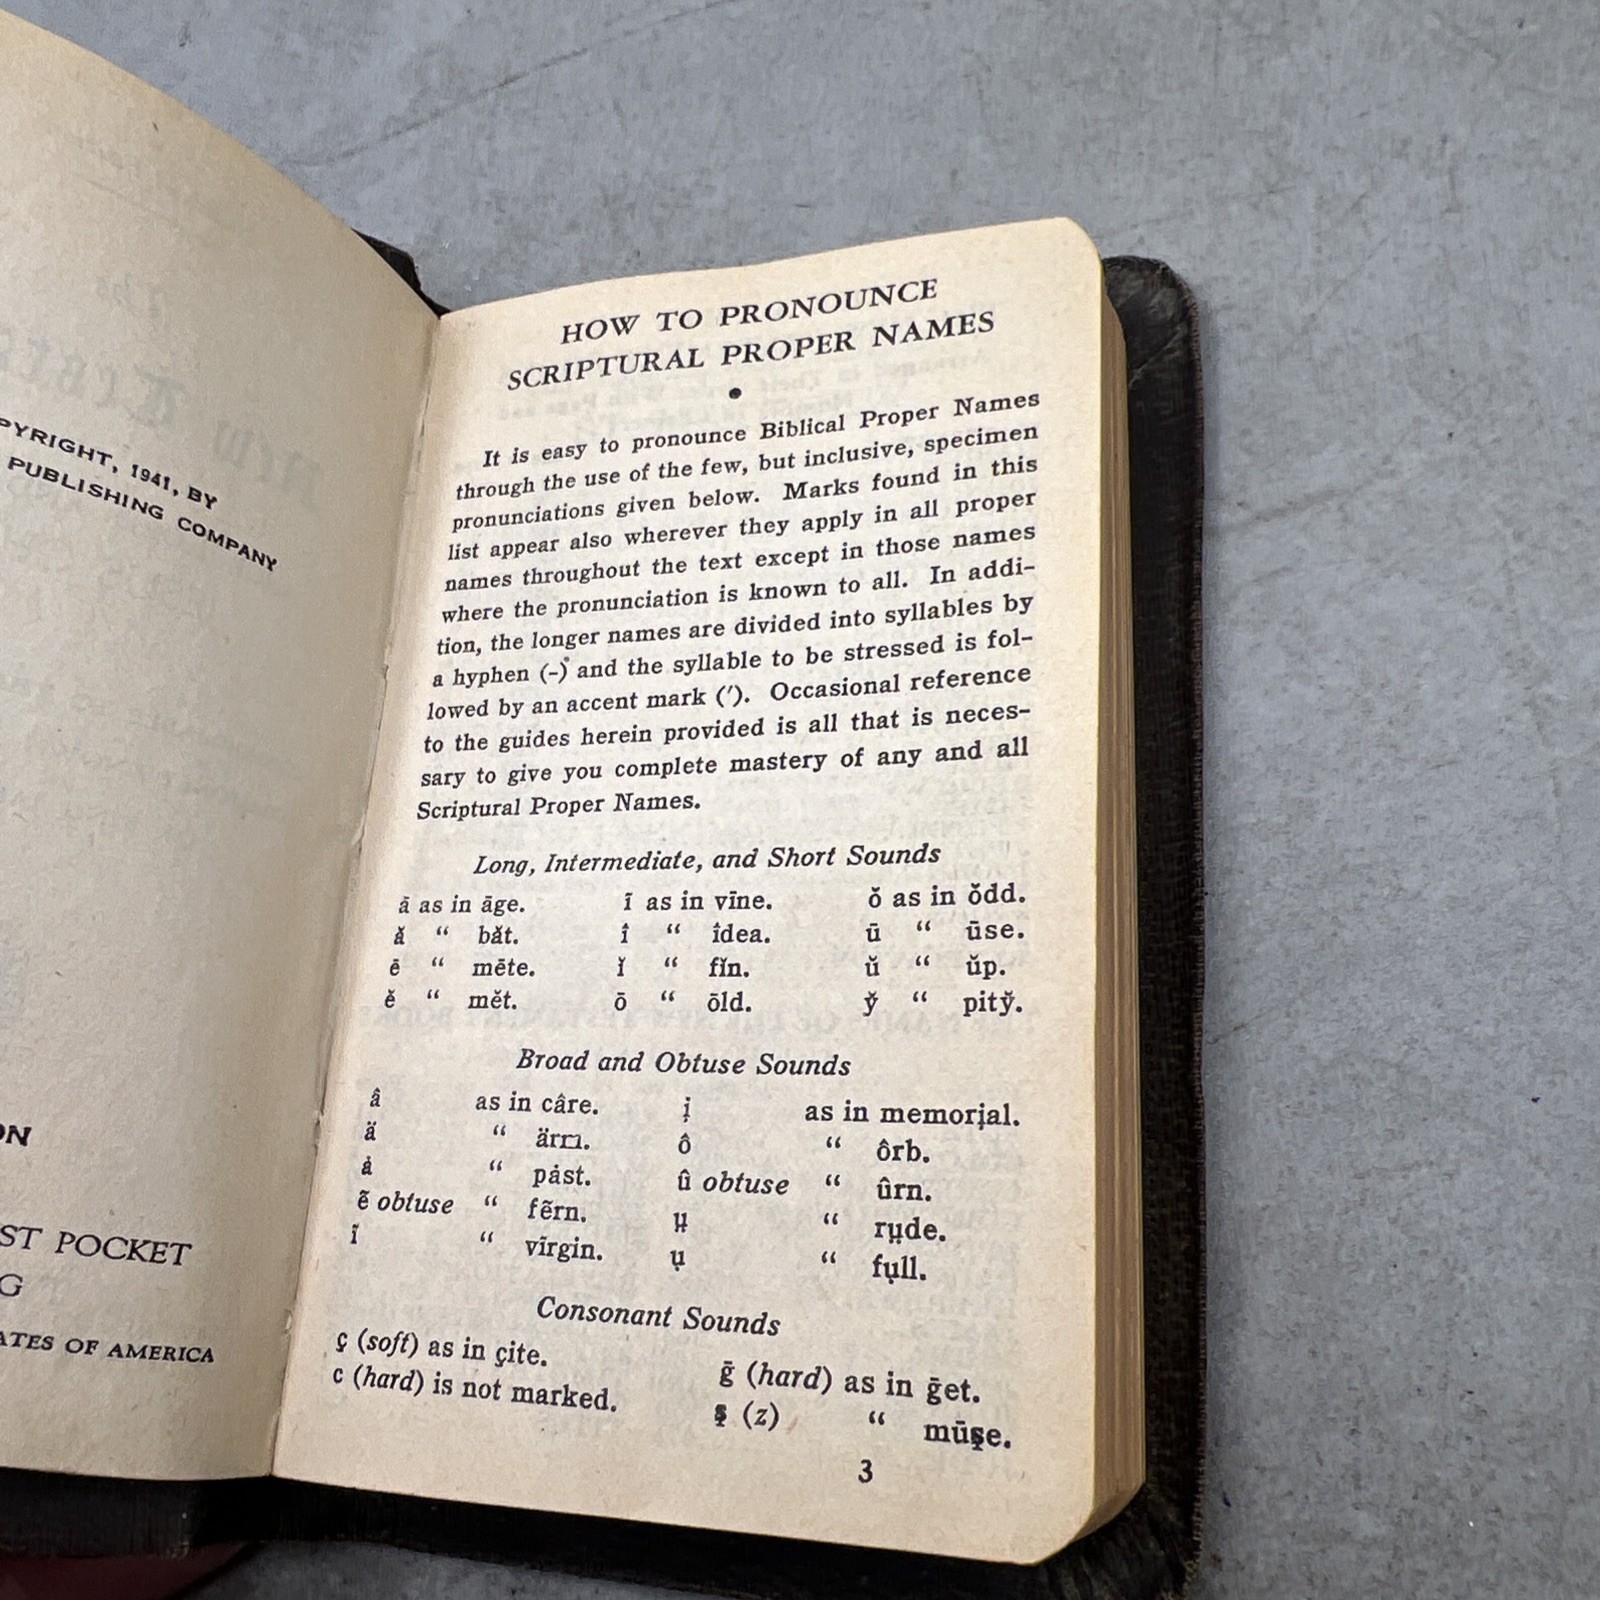 PYRIGHT, 1941, BY
PUBLISHING COMPANY
ON
ST POCKET
G
ATES OF AMERICA
HOW TO PRONOUNCE
SCRIPTURAL PROPER NAMES
•
It is easy to pronounce Biblical Proper Names
through the use of the few, but inclusive, specimen
pronunciations given below. Marks found in this
list appear also wherever they apply in all proper
names throughout the text except in those names
where the pronunciation is known to all. In addi-
tion, the longer names are divided into syllables by
a hyphen (-) and the syllable to be stressed is fol-
lowed by an accent mark (′). Occasional reference
to the guides herein provided is all that is neces-
sary to give you complete mastery of any and all
Scriptural Proper Names.
Long, Intermediate, and Short Sounds
ā as in āge. ī as in vīne. ŏ as in ŏdd.
ă “ băt. î “ îdea. ū “ ūse.
ē “ mēte. ĭ “ fĭn. ŭ “ ŭp.
ĕ “ mĕt. ō “ ōld. y̆ “ pity̆.
Broad and Obtuse Sounds
â as in câre. i̩ as in memori̩al.
ä “ ärm. ô “ ôrb.
ȧ “ pȧst. û obtuse “ ûrn.
ẽ obtuse “ fẽrn. ṳ “ rṳde.
ĩ “ vĩrgin. ụ “ fụll.
Consonant Sounds
ç (soft) as in çite. ḡ (hard) as in ḡet.
c (hard) is not marked. ş (z) “ mūşe.
3